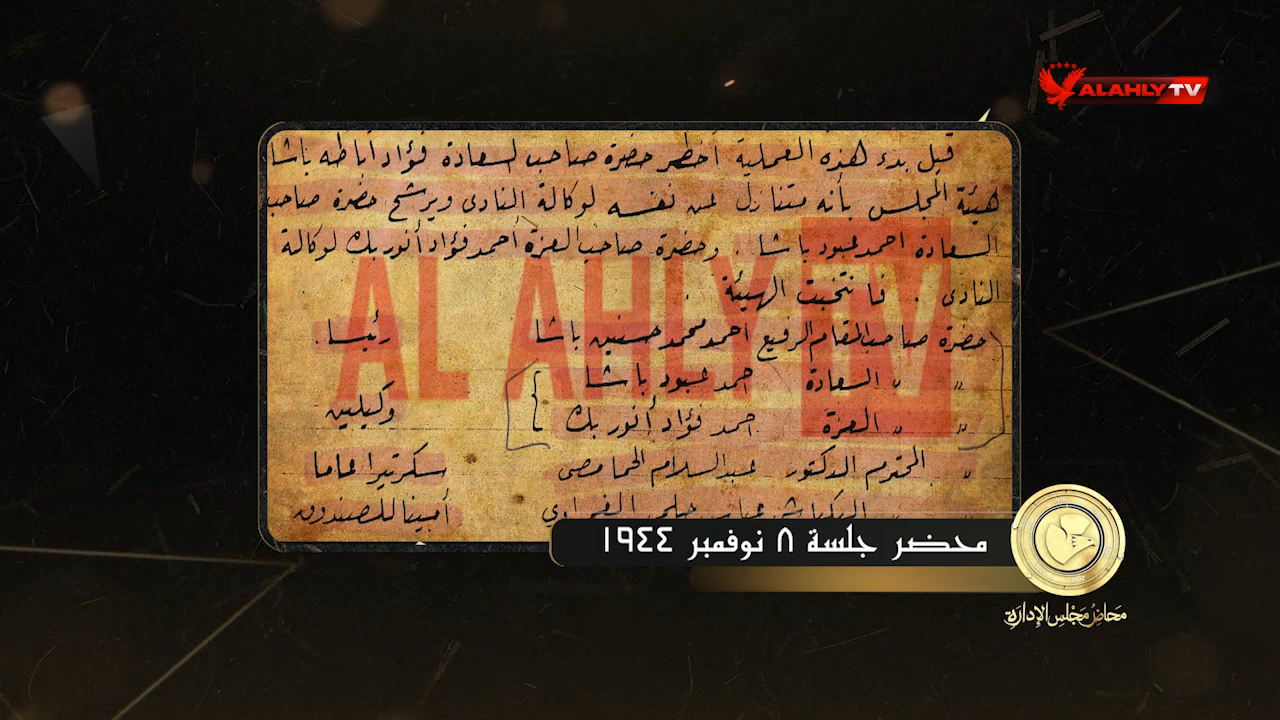 ALAHLY TV
قبل بدء هذه العملية أخطر حضرة صاحب السعادة فؤاد أباظه باشا
هيئة المجلس بأنه متنازل عن نفسه لوكالة النادى ويرشح حضرة صاحب
السعادة احمد عبود باشا . وحضرة صاحب العزة أحمد فؤاد أنور بك لوكالة
النادى . فانتخبت الهيئة
حضرة صاحب المقام الرفيع احمد محمد حسنين باشا رئيسا .
〃 〃 السعادة احمد عبود باشا
〃 〃 العزة احمد فؤاد أنور بك
وكيلين
〃 المحترم الدكتور عبد السلام الحمامصى سكرتيرا عاما
أمينا للصندوق
AL AHLY TV
محضر جلسة ٨ نوفمبر ١٩٤٤
محاضر مجلس الإدارة